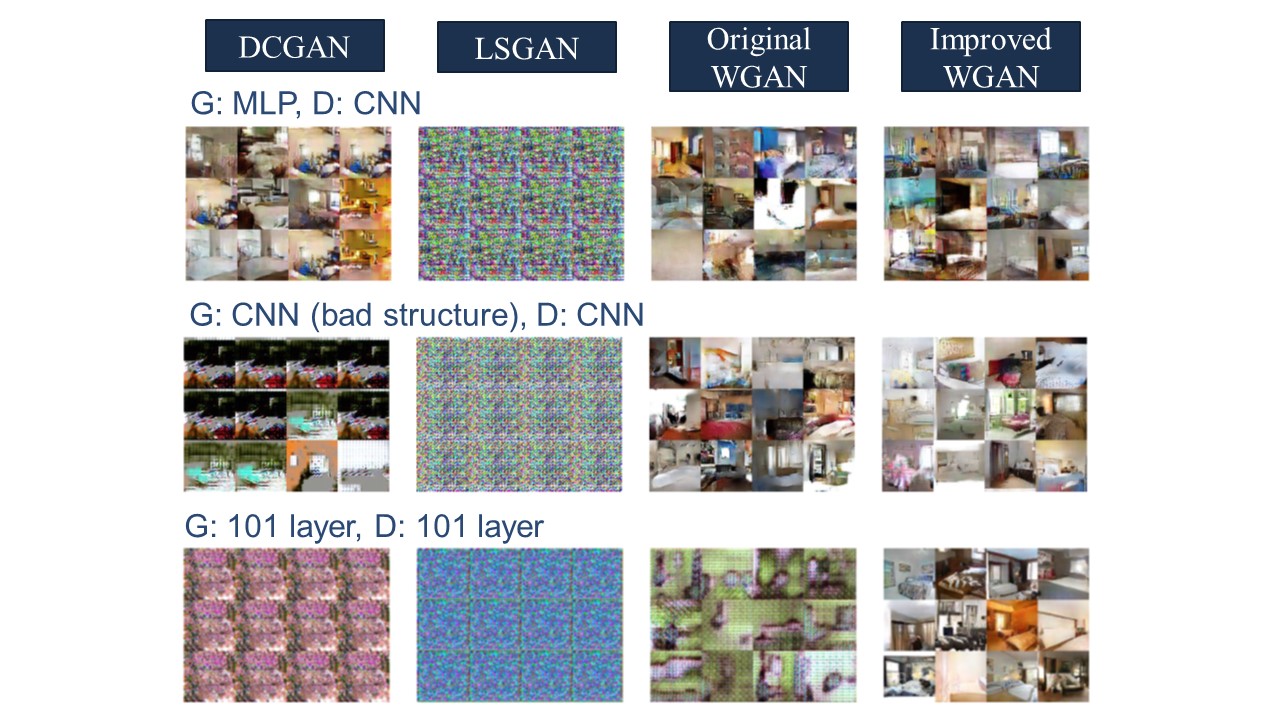 DCGAN
LSGAN
Original
WGAN
Improved
WGAN
G: MLP, D: CNN
G: CNN (bad structure), D: CNN
G: 101 layer, D: 101 layer